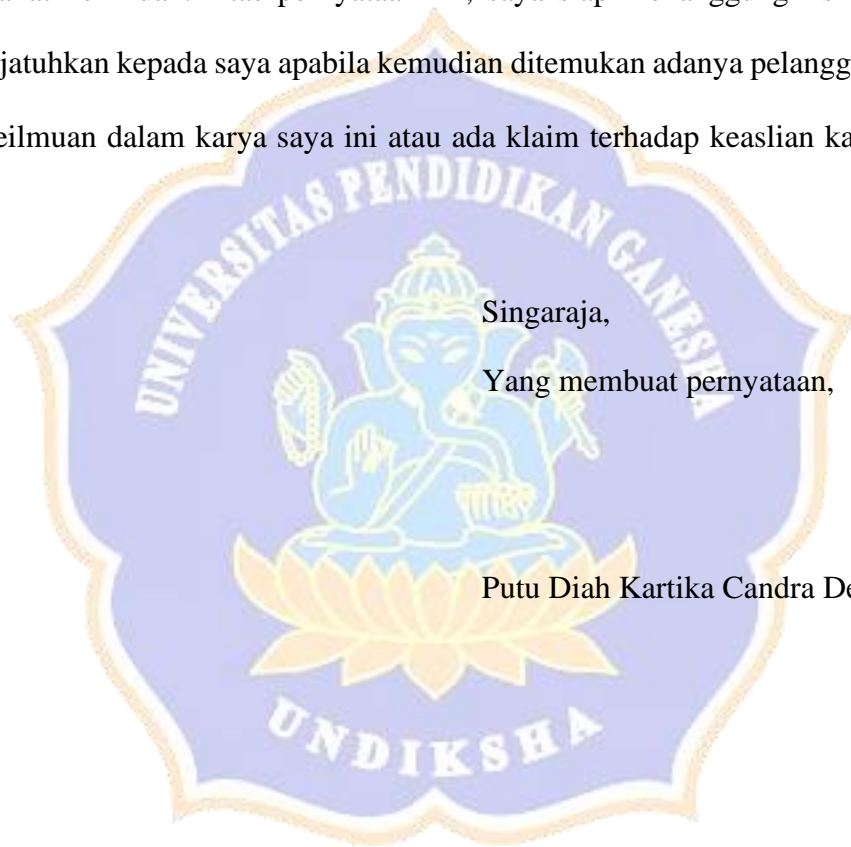 jatuhkan kepada saya apabila kemudian ditemukan adanya pelangg
eilmuan dalam karya saya ini atau ada klaim terhadap keaslian ka
UNIVERSITAS PENDIDIKAN GANESHA
Singaraja,
Yang membuat pernyataan,
Putu Diah Kartika Candra De
UNDIKSHA